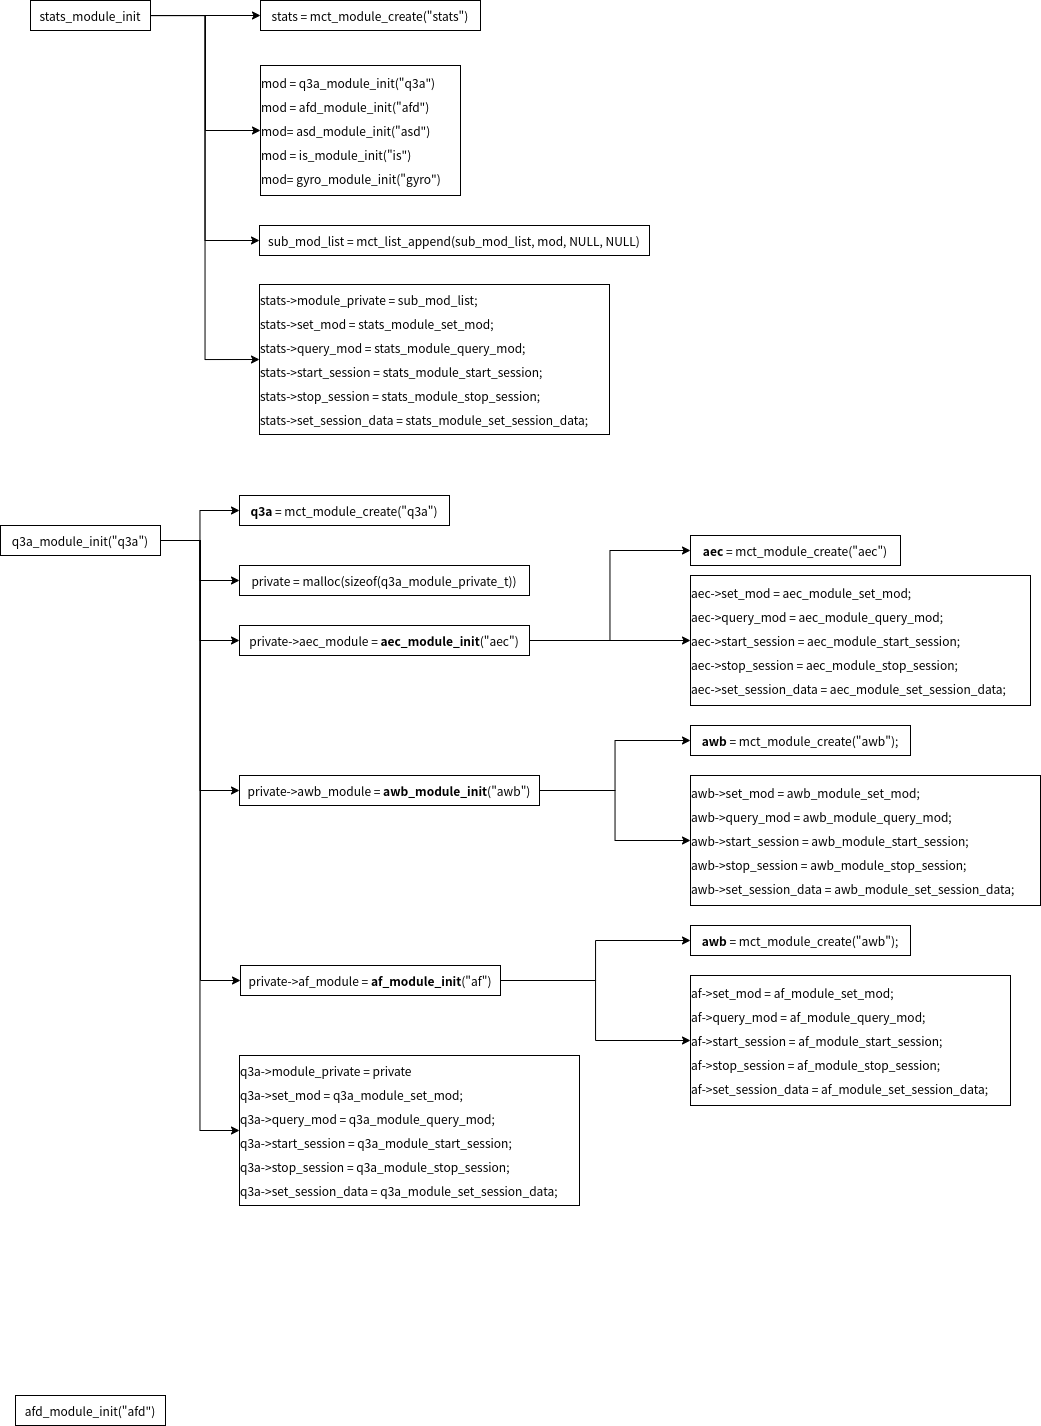 stats_module_init
stats = mct_module_create("stats")
mod = q3a_module_init("q3a")
mod = afd_module_init("afd")
mod= asd_module_init("asd")
mod = is_module_init("is")
mod= gyro_module_init("gyro")
sub_mod_list = mct_list_append(sub_mod_list, mod, NULL, NULL)
stats->module_private = sub_mod_list;
stats->set_mod = stats_module_set_mod;
stats->query_mod = stats_module_query_mod;
stats->start_session = stats_module_start_session;
stats->stop_session = stats_module_stop_session;
stats->set_session_data = stats_module_set_session_data;
q3a_module_init("q3a")
q3a = mct_module_create("q3a")
private = malloc(sizeof(q3a_module_private_t))
private->aec_module = aec_module_init("aec")
aec = mct_module_create("aec")
aec->set_mod = aec_module_set_mod;
aec->query_mod = aec_module_query_mod;
aec->start_session = aec_module_start_session;
aec->stop_session = aec_module_stop_session;
aec->set_session_data = aec_module_set_session_data;
private->awb_module = awb_module_init("awb")
awb = mct_module_create("awb");
awb->set_mod = awb_module_set_mod;
awb->query_mod = awb_module_query_mod;
awb->start_session = awb_module_start_session;
awb->stop_session = awb_module_stop_session;
awb->set_session_data = awb_module_set_session_data;
private->af_module = af_module_init("af")
awb = mct_module_create("awb");
af->set_mod = af_module_set_mod;
af->query_mod = af_module_query_mod;
af->start_session = af_module_start_session;
af->stop_session = af_module_stop_session;
af->set_session_data = af_module_set_session_data;
q3a->module_private = private
q3a->set_mod = q3a_module_set_mod;
q3a->query_mod = q3a_module_query_mod;
q3a->start_session = q3a_module_start_session;
q3a->stop_session = q3a_module_stop_session;
q3a->set_session_data = q3a_module_set_session_data;
afd_module_init("afd")